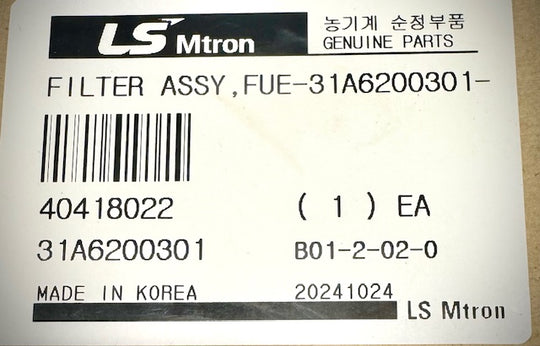 LS Mtron 농기계 순정부품
GENUINE PARTS
FILTER ASSY,FUE-31A6200301-
40418022 ( 1 ) EA
31A6200301 B01-2-02-0
MADE IN KOREA 20241024
LS Mtron